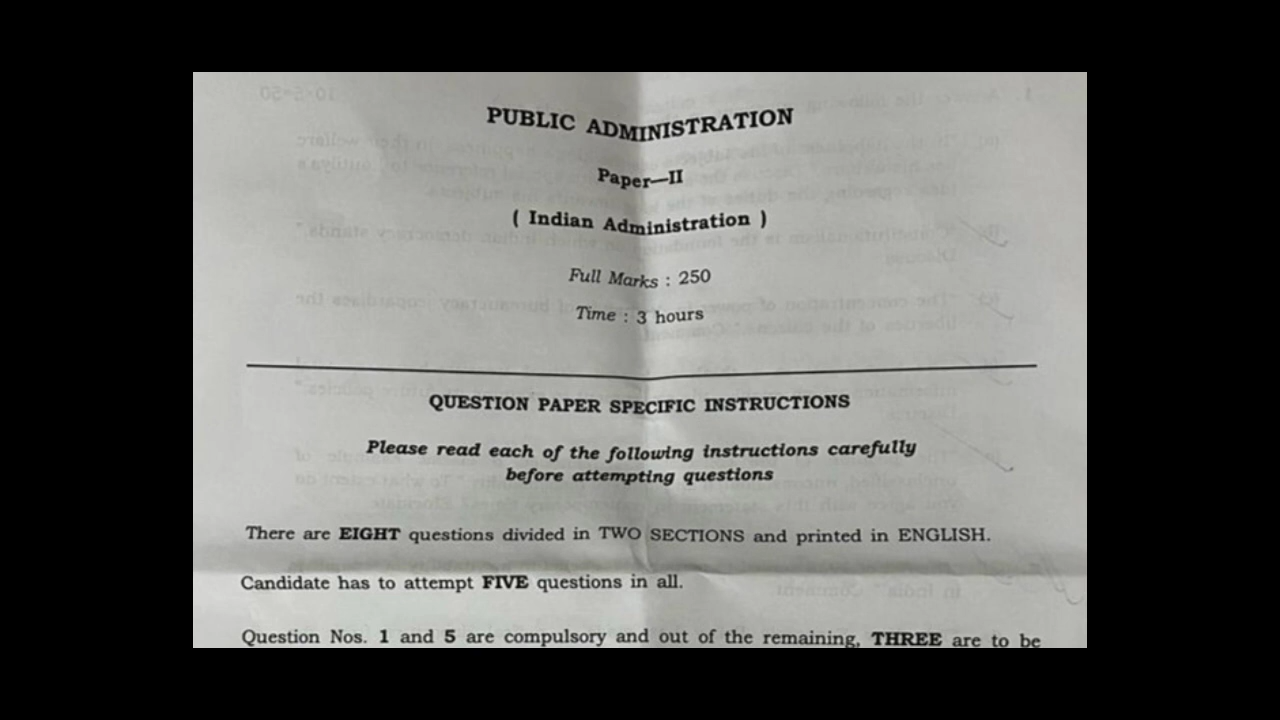 PUBLIC ADMINISTRATION
Paper—II
( Indian Administration )
Full Marks : 250
Time : 3 hours
QUESTION PAPER SPECIFIC INSTRUCTIONS
Please read each of the following instructions carefully
before attempting questions
There are EIGHT questions divided in TWO SECTIONS and printed in ENGLISH.
Candidate has to attempt FIVE questions in all.
Question Nos. 1 and 5 are compulsory and out of the remaining, THREE are to be